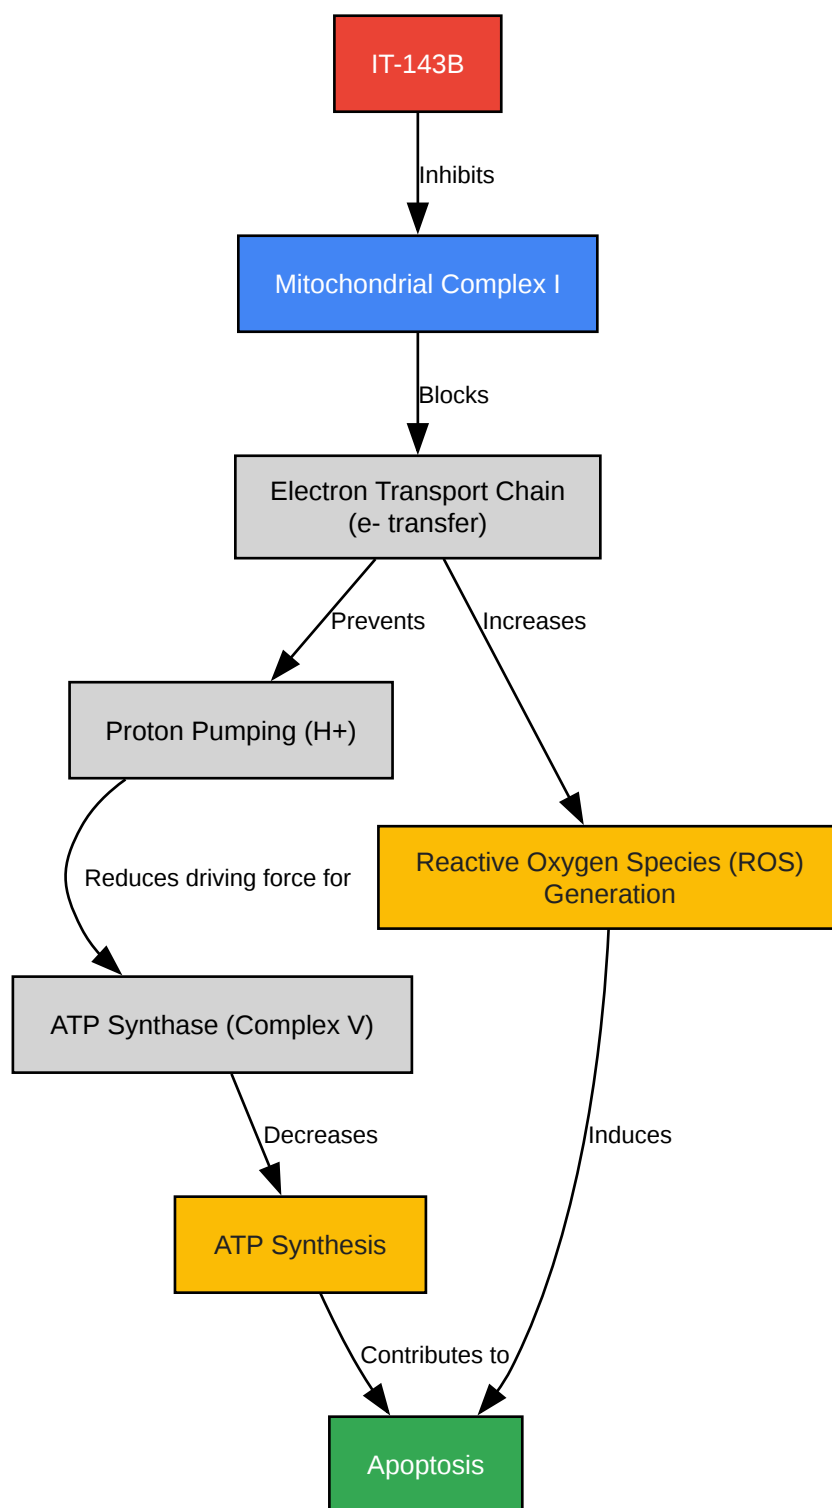 IT-143B
Inhibits
Mitochondrial Complex I
Blocks
Electron Transport Chain
(e- transfer)
Prevents
Increases
Proton Pumping (H+)
Reactive Oxygen Species (ROS)
Generation
Reduces driving force for
ATP Synthase (Complex V)
Decreases
Induces
ATP Synthesis
Contributes to
Apoptosis